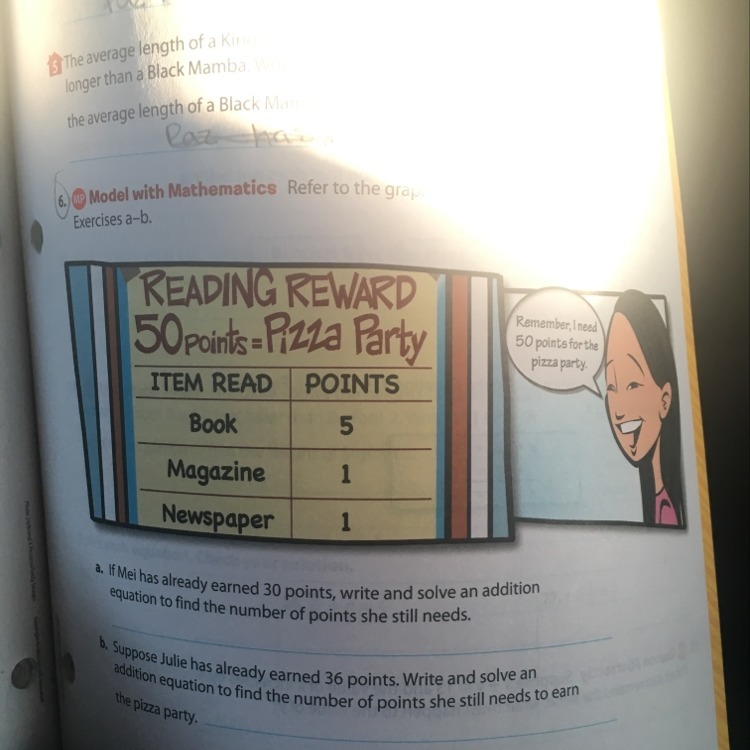 5 The average length of a King
longer than a Black Mamba.
the average length of a Black
6. MP Model with Mathematics Refer to the
Exercises a–b.
READING REWARD
50 Points = Pizza Party
ITEM READ POINTS
Book 5
Magazine 1
Newspaper 1
Remember, I need
50 points for the
pizza party.
a. If Mei has already earned 30 points, write and solve an addition
equation to find the number of points she still needs.
b. Suppose Julie has already earned 36 points. Write and solve an
addition equation to find the number of points she still needs to earn
the pizza party.